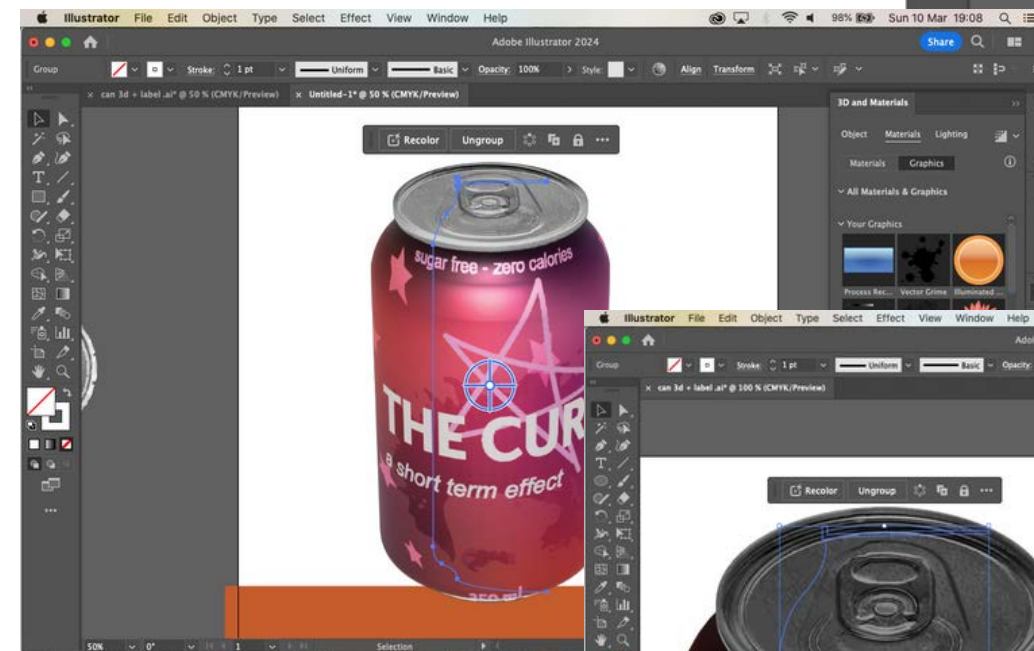 Illustrator File Edit Object Type Select Effect View Window Help 98% Sun 10 Mar 19:08
Adobe Illustrator 2024 Share
Group Stroke: 1 pt Uniform Basic Opacity: 100% Style: Align Transform
× can 3d + label .ai* @ 50 % (CMYK/Preview) × Untitled-1* @ 50 % (CMYK/Preview)
3D and Materials
Recolor Ungroup
Object Materials Lighting
Materials Graphics
All Materials & Graphics
Your Graphics
Process Rec... Vector Grime Illuminated ...
sugar free - zero calories
THE CUR
a short term effect
350 ml
50% 0° 1 Selection
Illustrator File Edit Object Type Select Effect View Window Help
Adol
Group Stroke: 1 pt Uniform Basic Opacity:
× can 3d + label .ai* @ 100 % (CMYK/Preview)
Recolor Ungroup